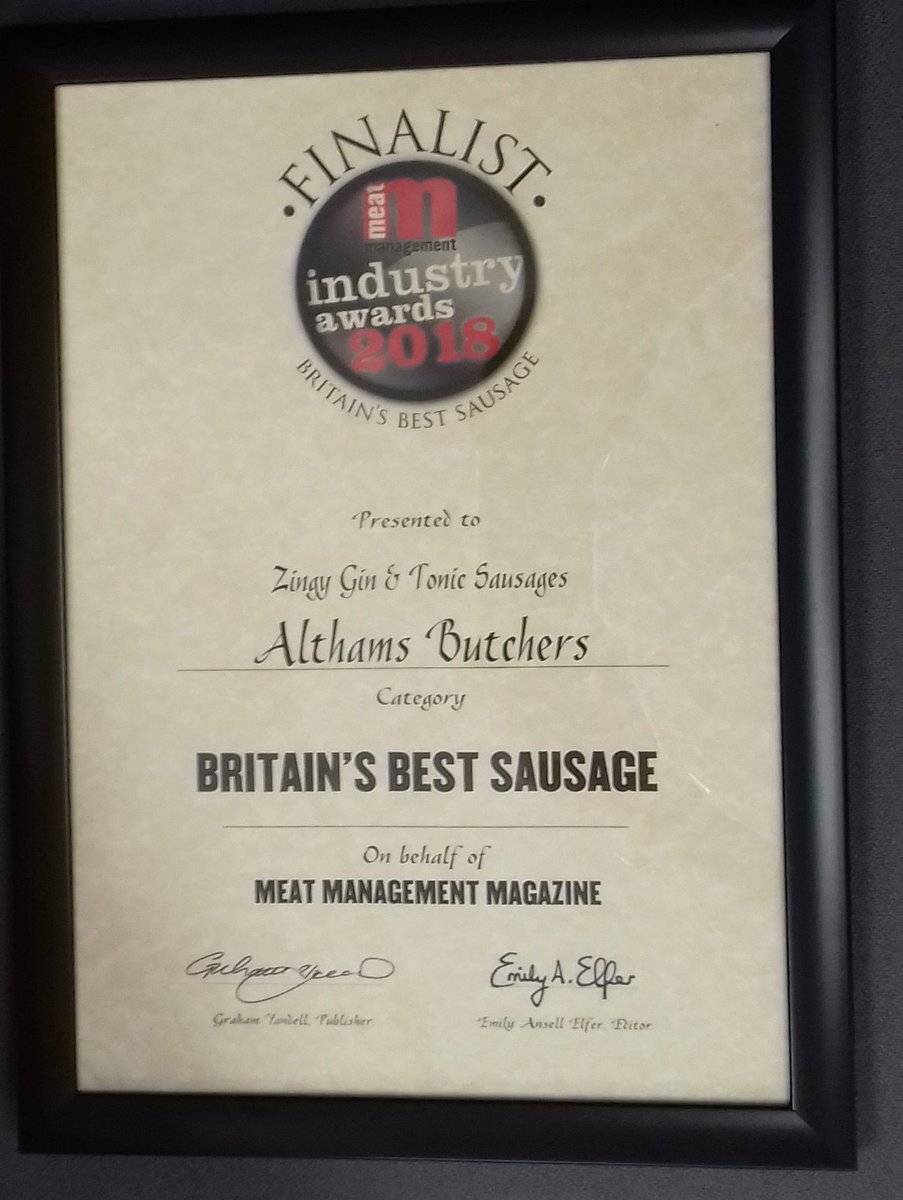 ·FINALIST·
meat m
management
industry
awards
2018
BRITAIN'S BEST SAUSAGE
Presented to
Zingy Gin & Tonic Sausages
Althams Butchers
Category
BRITAIN'S BEST SAUSAGE
On behalf of
MEAT MANAGEMENT MAGAZINE
Emily A. Elfer
Graham Yandell, Publisher
Emily Ansell Elfer, Editor